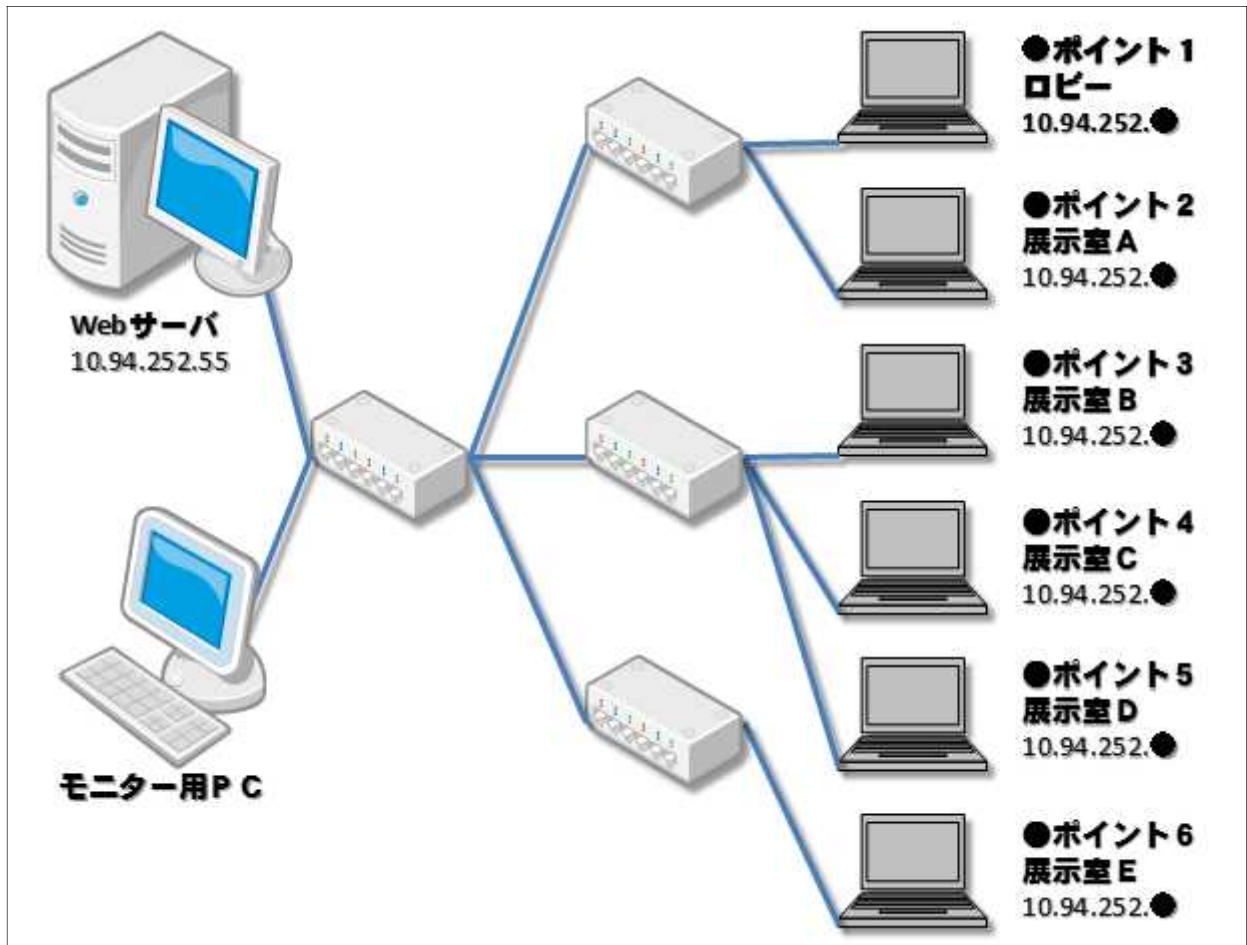 Webサーバ
10.94.252.55
モニター用PC
●ポイント1
ロビー
10.94.252.●
●ポイント2
展示室A
10.94.252.●
●ポイント3
展示室B
10.94.252.●
●ポイント4
展示室C
10.94.252.●
●ポイント5
展示室D
10.94.252.●
●ポイント6
展示室E
10.94.252.●